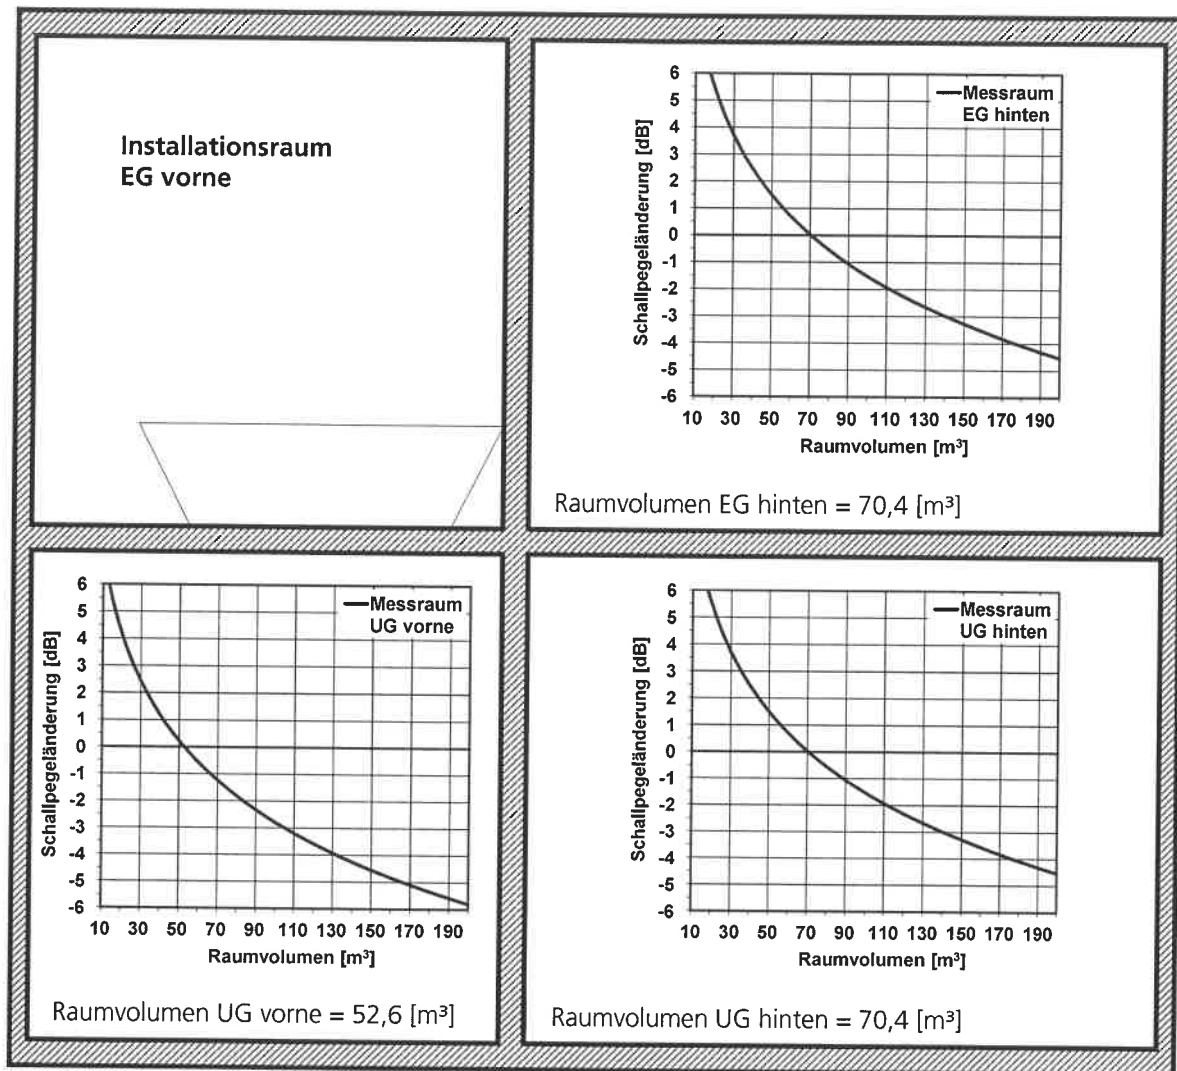 Installationsraum
EG vorne
6
5
4
3
2
1
0
-1
-2
-3
-4
-5
-6
Schallpegeländerung [dB]
Messraum
EG hinten
10 30 50 70 90 110 130 150 170 190
Raumvolumen [m³]
Raumvolumen EG hinten = 70,4 [m³]
6
5
4
3
2
1
0
-1
-2
-3
-4
-5
-6
Schallpegeländerung [dB]
Messraum
UG vorne
10 30 50 70 90 110 130 150 170 190
Raumvolumen [m³]
Raumvolumen UG vorne = 52,6 [m³]
6
5
4
3
2
1
0
-1
-2
-3
-4
-5
-6
Schallpegeländerung [dB]
Messraum
UG hinten
10 30 50 70 90 110 130 150 170 190
Raumvolumen [m³]
Raumvolumen UG hinten = 70,4 [m³]